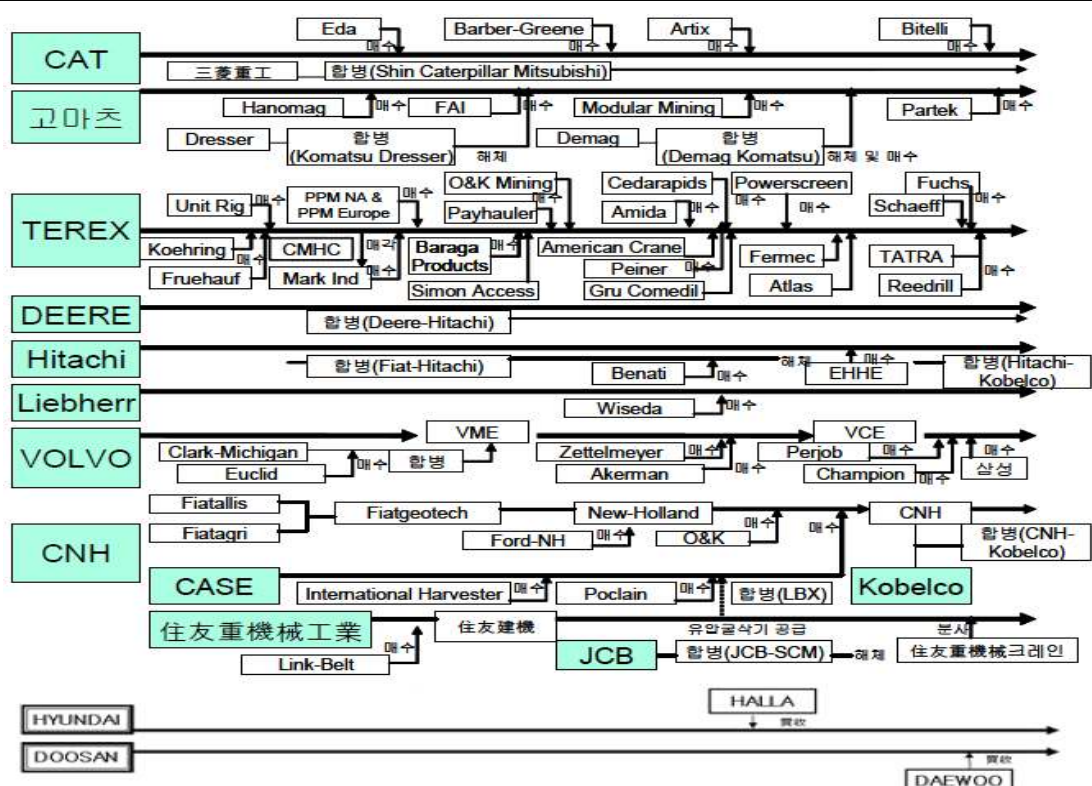 Eda
Barber-Greene
Artix
Bitelli
매수
매수
매수
매수
CAT
三菱重工
합병(Shin Caterpillar Mitsubishi)
고마츠
Hanomag
매수
FAI
매수
Modular Mining
매수
Partek
매수
Dresser
합병
(Komatsu Dresser)
해체
Demag
합병
(Demag Komatsu)
해체 및 매수
TEREX
Unit Rig
매수
PPM NA &
PPM Europe
매수
O&K Mining
매수
Payhauler
매수
Cedarapids
매수
Amida
매수
Powerscreen
매수
Fuchs
매수
Schaeff
Koehring
매수
CMHC
매각
Baraga
Products
매수
American Crane
Fermec
매수
TATRA
매수
Fruehauf
Mark Ind
매수
Simon Access
Peiner
매수
Gru Comedil
Atlas
Reedrill
DEERE
합병(Deere-Hitachi)
Hitachi
합병(Fiat-Hitachi)
해체
Benati
매수
EHHE
매수
합병(Hitachi-
Kobelco)
Liebherr
Wiseda
매수
VOLVO
VME
VCE
Clark-Michigan
Euclid
매수
합병
Zettelmeyer
매수
Akerman
매수
Perjob
매수
Champion
매수
매수
삼성
CNH
Fiatallis
Fiatagri
Fiatgeotech
New-Holland
Ford-NH
매수
O&K
매수
매수
CNH
합병(CNH-
Kobelco)
CASE
International Harvester
매수
Poclain
매수
합병(LBX)
Kobelco
住友重機械工業
매수
Link-Belt
住友建機
유압굴삭기 공급
분사
JCB
합병(JCB-SCM)
해체
住友重機械크레인
HYUNDAI
HALLA
買收
DOOSAN
買收
DAEWOO